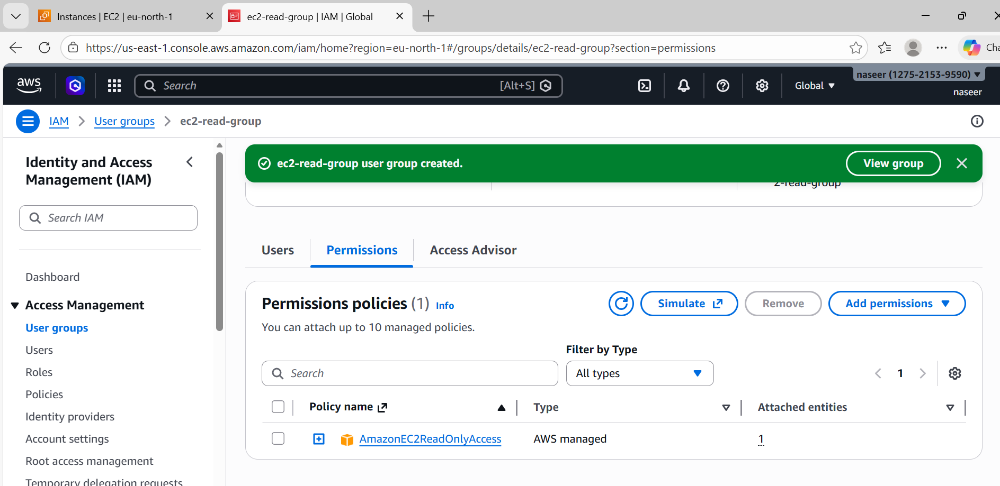 Instances | EC2 | eu-north-1
ec2-read-group | IAM | Global
https://us-east-1.console.aws.amazon.com/iam/home?region=eu-north-1#/groups/details/ec2-read-group?section=permissions
Cha
aws
Search
[Alt+S]
Global
naseer (1275-2153-9590)
naseer
IAM
User groups
ec2-read-group
Identity and Access
Management (IAM)
Search IAM
Dashboard
Access Management
User groups
Users
Roles
Policies
Identity providers
Account settings
Root access management
Temporary delegation requests
ec2-read-group user group created.
View group
2-read-group
Users
Permissions
Access Advisor
Permissions policies (1) Info
Simulate
Remove
Add permissions
You can attach up to 10 managed policies.
Filter by Type
Search
All types
1
Policy name
Type
Attached entities
AmazonEC2ReadOnlyAccess
AWS managed
1